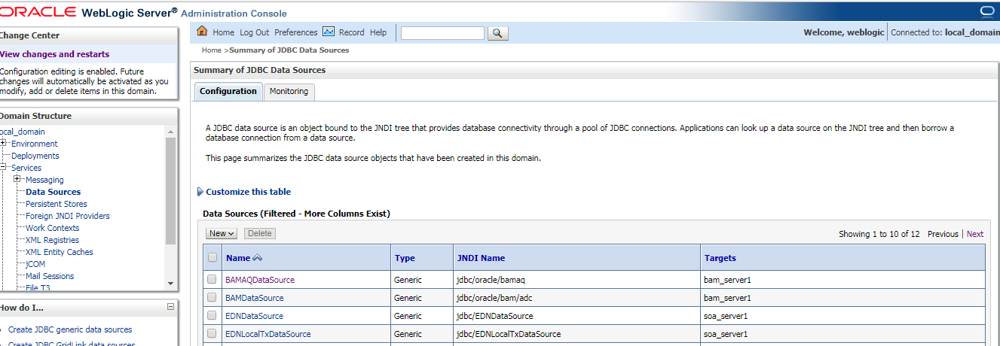 ORACLE WebLogic Server® Administration Console
Change Center
View changes and restarts
Configuration editing is enabled. Future
changes will automatically be activated as you
modify, add or delete items in this domain.
Domain Structure
local_domain
Environment
Deployments
Services
Messaging
Data Sources
Persistent Stores
Foreign JNDI Providers
Work Contexts
XML Registries
XML Entity Caches
jCOM
Mail Sessions
File T3
How do I...
Create JDBC generic data sources
Create JDBC GridLink data sources
Home Log Out Preferences Record Help
Welcome, weblogic Connected to: local_domain
Home >Summary of JDBC Data Sources
Summary of JDBC Data Sources
Configuration Monitoring
A JDBC data source is an object bound to the JNDI tree that provides database connectivity through a pool of JDBC connections. Applications can look up a data source on the JNDI tree and then borrow a
database connection from a data source.
This page summarizes the JDBC data source objects that have been created in this domain.
Customize this table
Data Sources (Filtered - More Columns Exist)
New Delete Showing 1 to 10 of 12 Previous | Next
Name Type JNDI Name Targets
BAMAQDataSource Generic jdbc/oracle/bamaq bam_server1
BAMDataSource Generic jdbc/oracle/bam/adc bam_server1
EDNDataSource Generic jdbc/EDNDataSource soa_server1
EDNLocalTxDataSource Generic jdbc/EDNLocalTxDataSource soa_server1